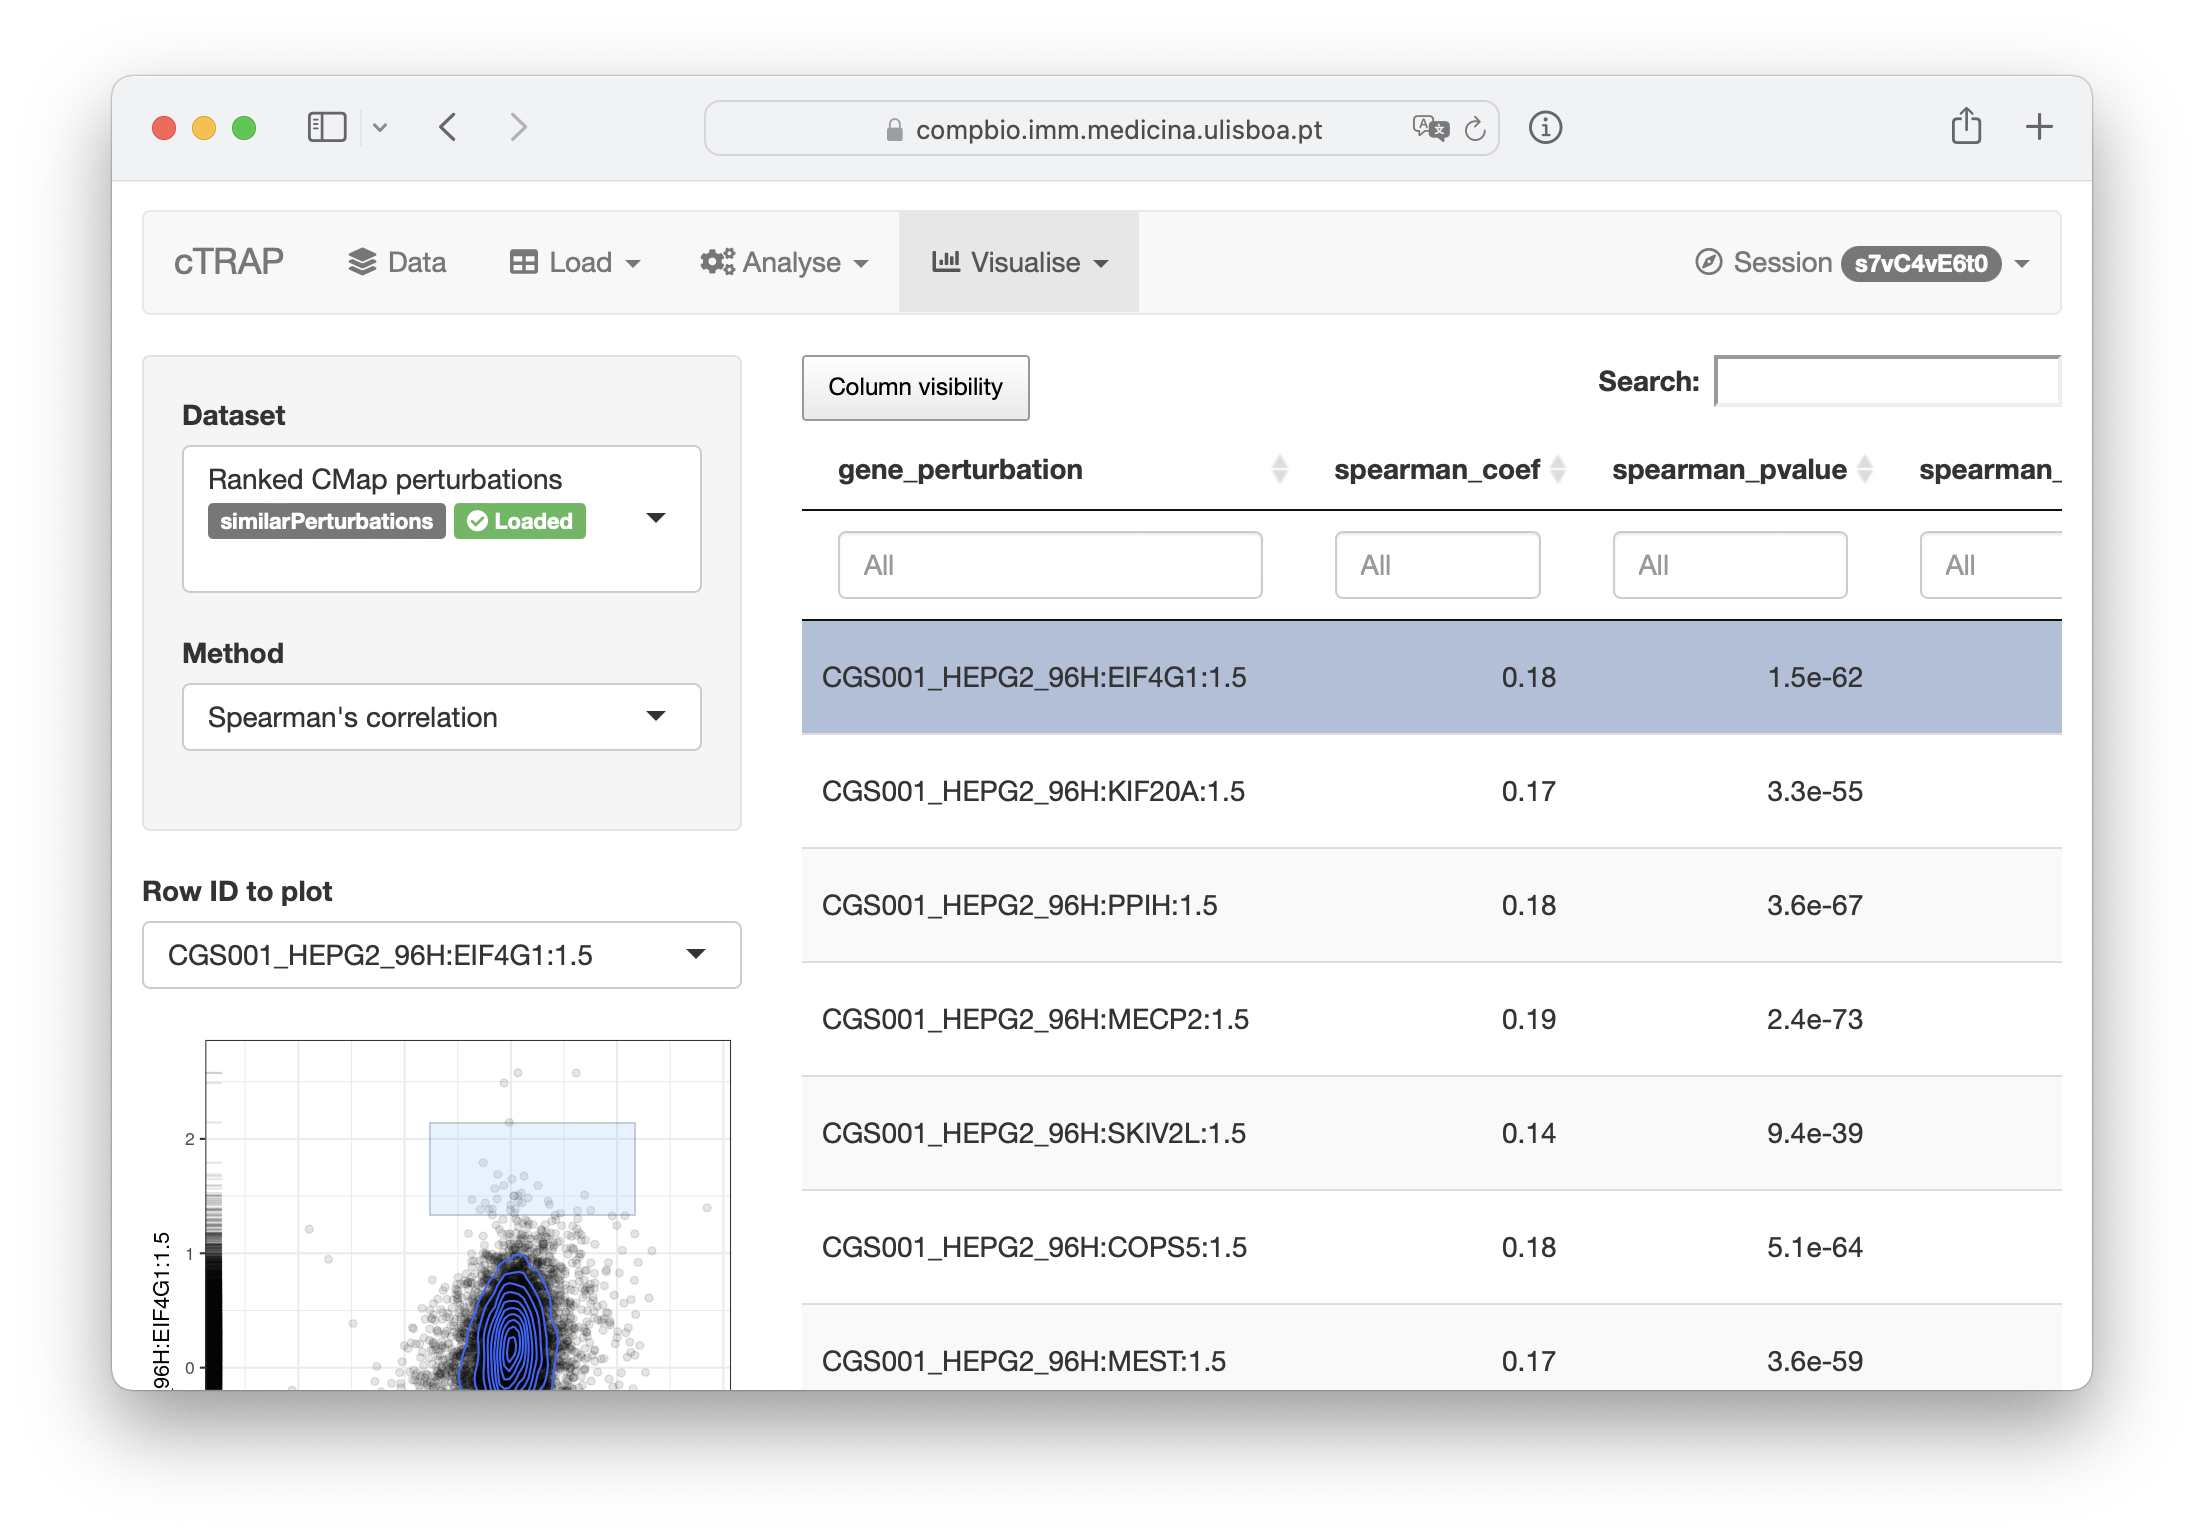 compbio.imm.medicina.ulisboa.pt
cTRAP Data Load Analyse Visualise Session s7vC4vE6t0
Dataset
Ranked CMap perturbations
similarPerturbations Loaded
Method
Spearman's correlation
Row ID to plot
CGS001_HEPG2_96H:EIF4G1:1.5
2
1
0
96H:EIF4G1:1.5
Column visibility
Search:
gene_perturbation spearman_coef spearman_pvalue spearman_
All All All All
CGS001_HEPG2_96H:EIF4G1:1.5 0.18 1.5e-62
CGS001_HEPG2_96H:KIF20A:1.5 0.17 3.3e-55
CGS001_HEPG2_96H:PPIH:1.5 0.18 3.6e-67
CGS001_HEPG2_96H:MECP2:1.5 0.19 2.4e-73
CGS001_HEPG2_96H:SKIV2L:1.5 0.14 9.4e-39
CGS001_HEPG2_96H:COPS5:1.5 0.18 5.1e-64
CGS001_HEPG2_96H:MEST:1.5 0.17 3.6e-59